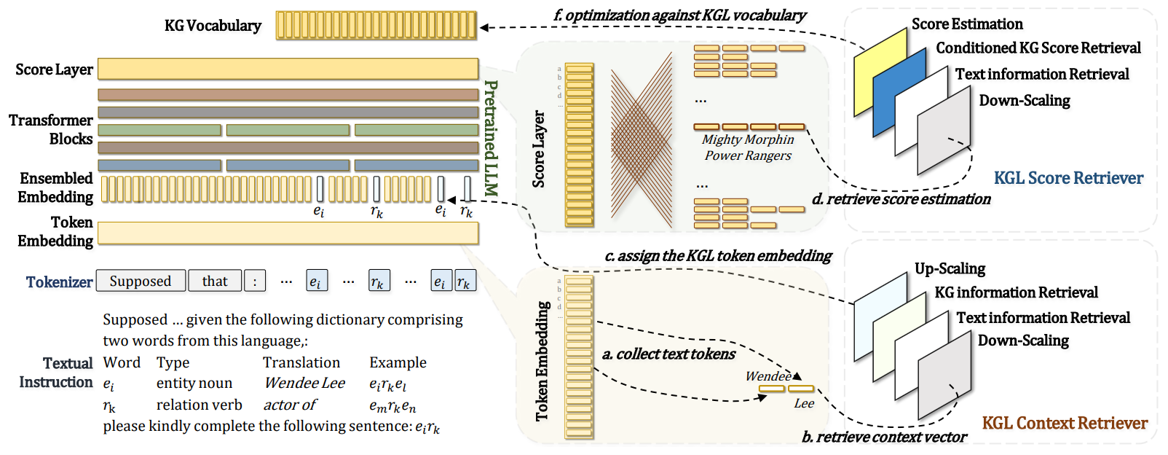 f. optimization against KGL vocabulary
KG Vocabulary
Score Layer
Transformer
Blocks
Ensembled
Embedding
e_i r_k e_i r_k
Token
Embedding
Pretrained LLM
Tokenizer
Supposed that : ... e_i ... r_k ... e_i r_k
Textual
Instruction
Supposed ... given the following dictionary comprising
two words from this language,:
Word Type Translation Example
e_i entity noun Wendee Lee e_i r_k e_l
r_k relation verb actor of e_m r_k e_n
please kindly complete the following sentence: e_i r_k
Score Layer
a
b
c
d
...
...
Mighty Morphin
Power Rangers
...
Score Estimation
Conditioned KG Score Retrieval
Text information Retrieval
Down-Scaling
KGL Score Retriever
d. retrieve score estimation
c. assign the KGL token embedding
Token Embedding
a
b
c
d
...
a. collect text tokens
Wendee
Lee
b. retrieve context vector
Up-Scaling
KG information Retrieval
Text information Retrieval
Down-Scaling
KGL Context Retriever